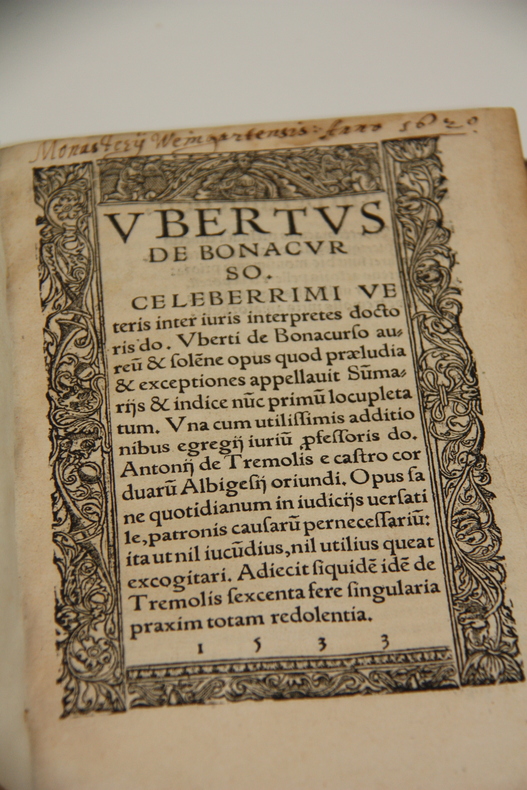 Monasterij Weingartensis: Anno 1620.
VBERTVS
DE BONACVR
SO.
CELEBERRIMI VE
teris inter iuris interpretes docto
ris do. Vberti de Bonacurſo au⸗
reū & ſolēne opus quod præludia
& exceptiones appellauit Sūma⸗
rijs & indice nūc primū locupleta
tum. Vna cum utiliſſimis additio
nibus egregij iuriū ꝓfeſſoris do.
Antonij de Tremolis e caſtro cor
duarū Albigeſij oriundi. Opus ſa
ne quotidianum in iudicijs uerſati
le, patronis cauſarū perneceſſariū:
ita ut nil iucūdius, nil utilius queat
excogitari. Adiecit ſiquidē idē de
Tremolis ſexcenta fere ſingularia
praxim totam redolentia.
1 5 3 3